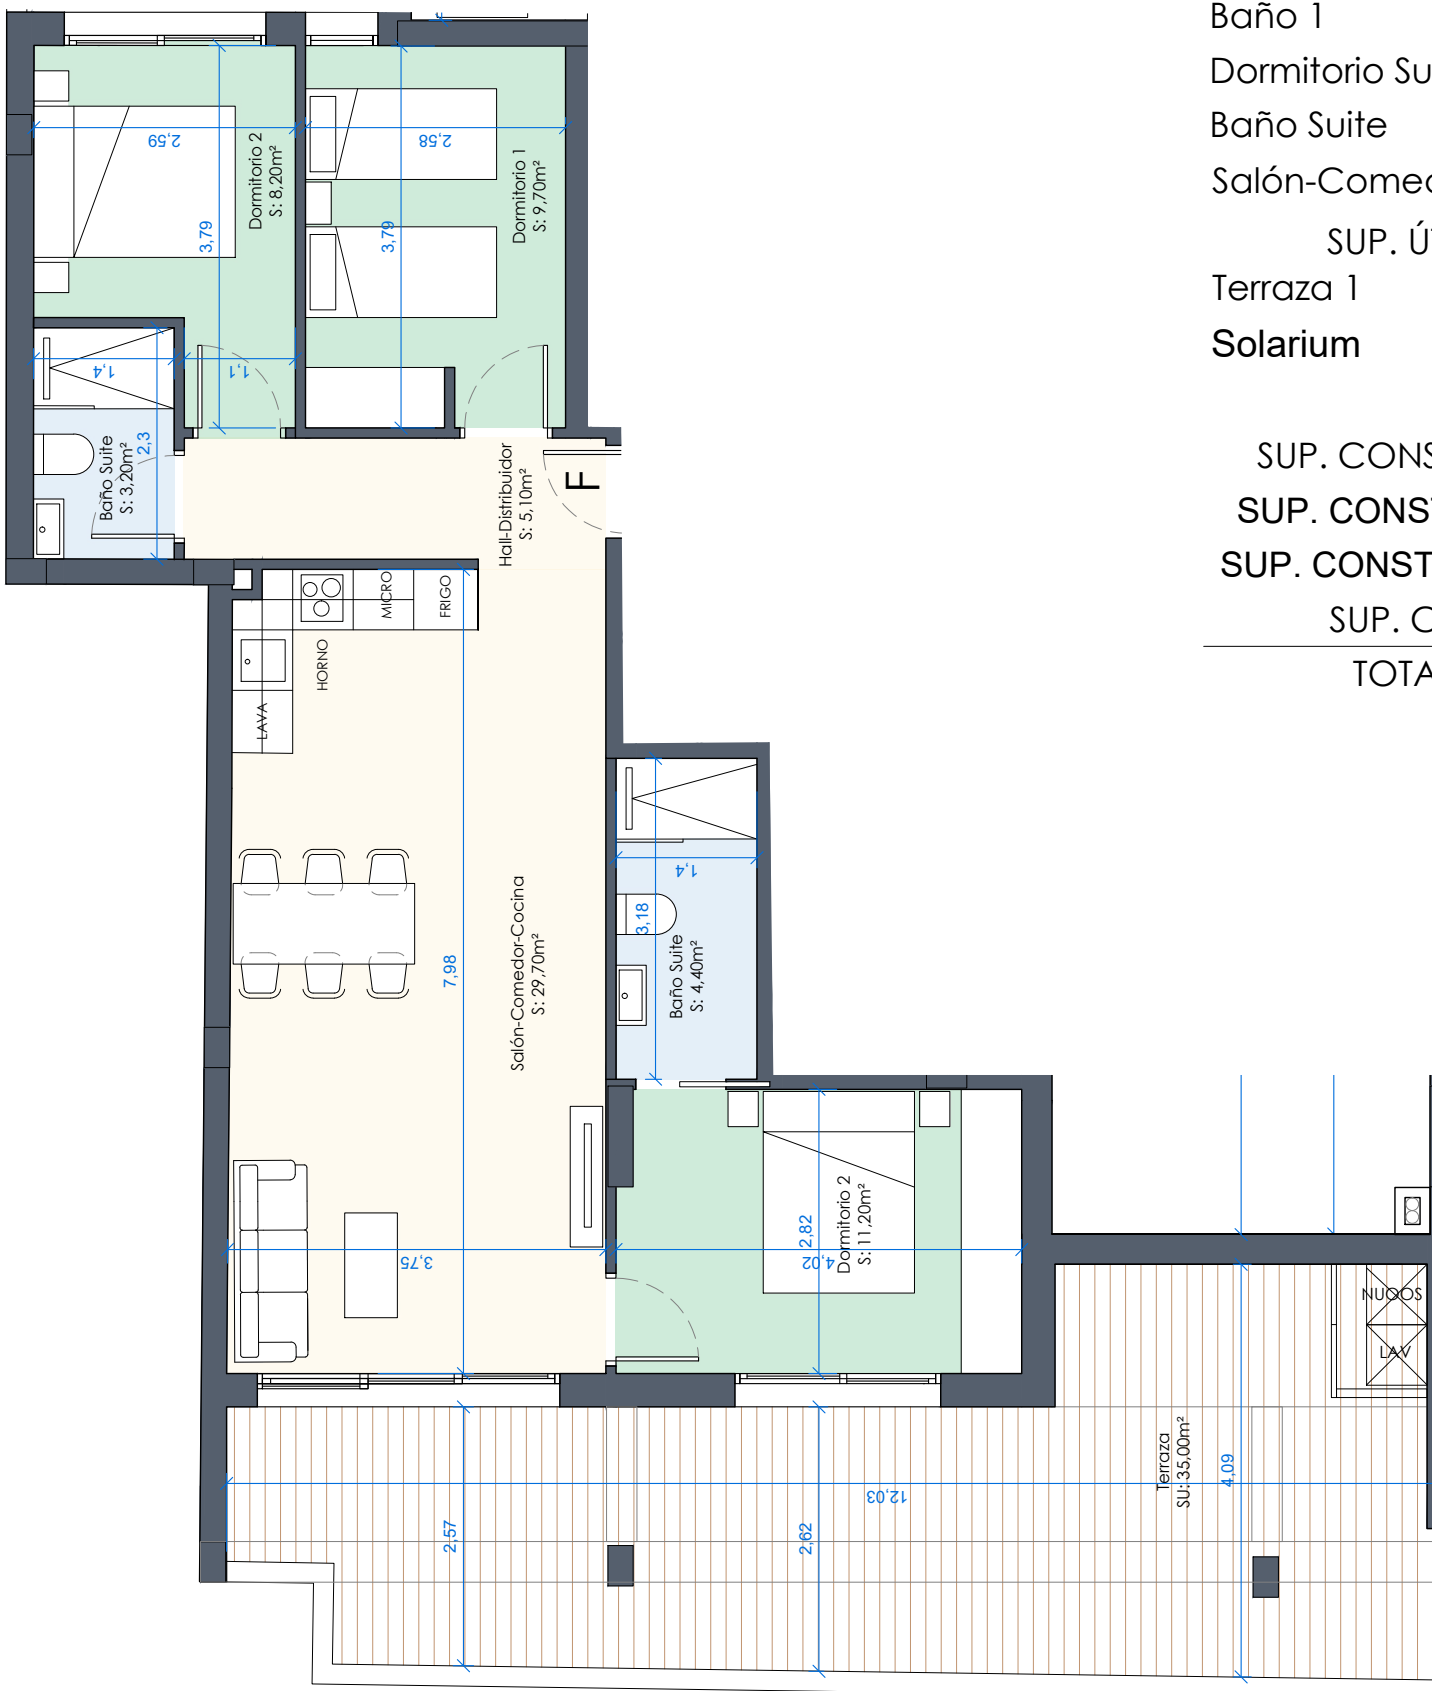 Baño 1
Dormitorio Su
Baño Suite
Salón-Comed
SUP. ÚT
Terraza 1
Solarium
SUP. CONS
SUP. CONST
SUP. CONST
SUP. C
TOTA
2,59
Dormitorio 2
S: 8,20m²
3,79
2,58
Dormitorio 1
S: 9,70m²
3,79
1,4
1,1
2,3
Baño Suite
S: 3,20m²
Hall-Distribuidor
S: 5,10m²
F
HORNO
MICRO
FRIGO
LAVA
7,98
Salón-Comedor-Cocina
S: 29,70m²
3,75
1,4
3,18
Baño Suite
S: 4,40m²
2,82
4,02
Dormitorio 2
S: 11,20m²
NUOOS
LAV
Terraza
SU: 35,00m²
4,09
12,03
2,57
2,62